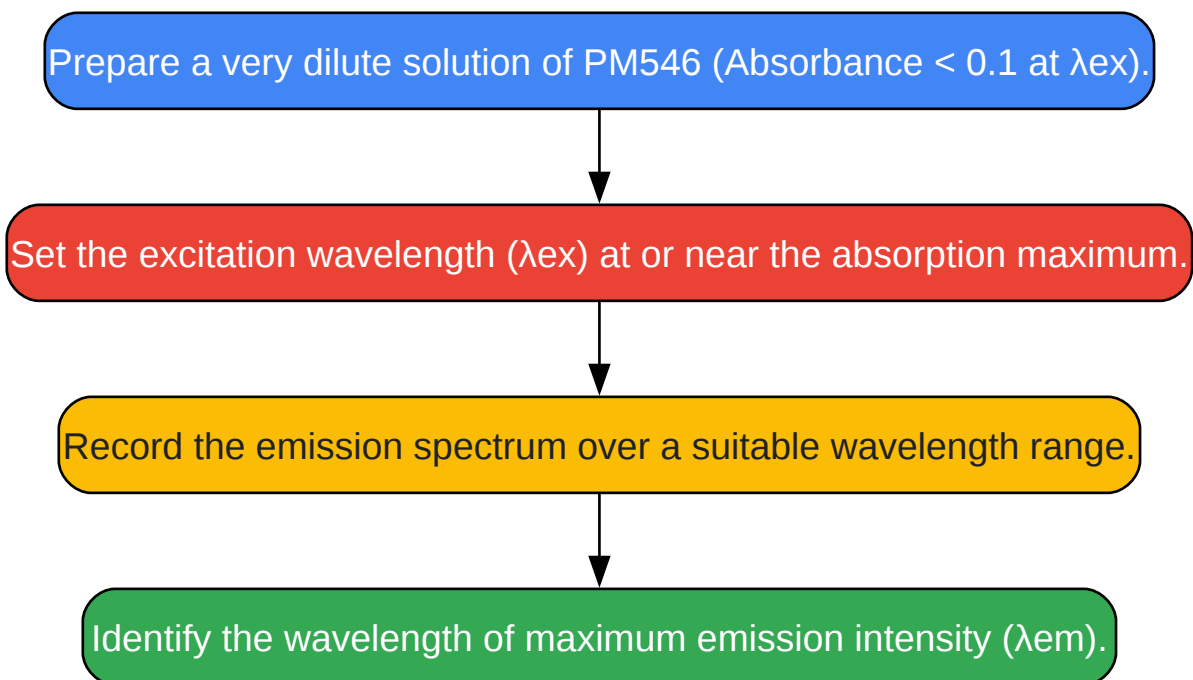 Prepare a very dilute solution of PM546 (Absorbance < 0.1 at λex).
Set the excitation wavelength (λex) at or near the absorption maximum.
Record the emission spectrum over a suitable wavelength range.
Identify the wavelength of maximum emission intensity (λem).